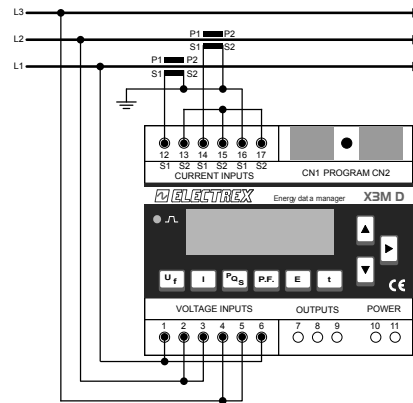 L3
L2
P1 P2
S1 S2
L1
P1 P2
S1 S2
12 13 14 15 16 17
S1 S2 S1 S2 S1 S2
CURRENT INPUTS
CN1 PROGRAM CN2
ELECTREX
Energy data manager
X3M D
Uf I PQS P.F. E t
CE
VOLTAGE INPUTS OUTPUTS POWER
1 2 3 4 5 6 7 8 9 10 11